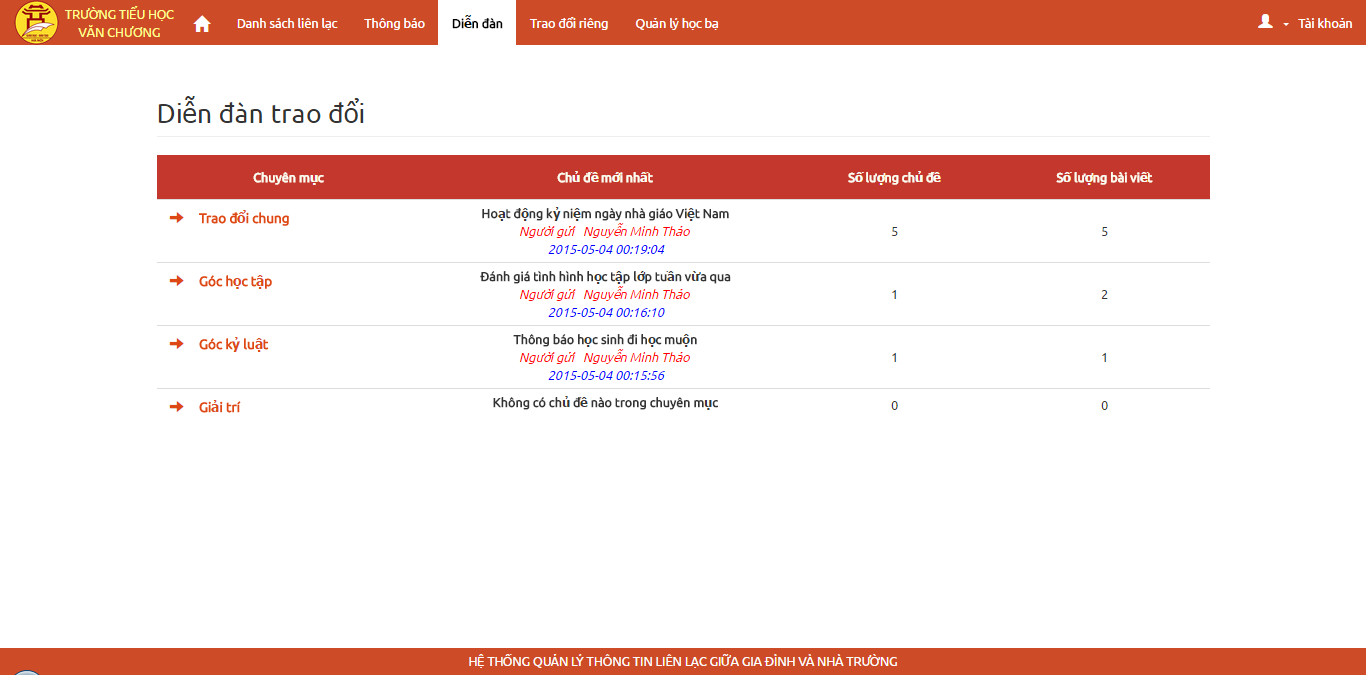 TRƯỜNG TIỂU HỌC
VĂN CHƯƠNG
Danh sách liên lạc
Thông báo
Diễn đàn
Trao đổi riêng
Quản lý học bạ
Tài khoản
Diễn đàn trao đổi
Chuyên mục
Chủ đề mới nhất
Số lượng chủ đề
Số lượng bài viết
Trao đổi chung
Hoạt động kỷ niệm ngày nhà giáo Việt Nam
Người gửi Nguyễn Minh Thảo
2015-05-04 00:19:04
5
5
Góc học tập
Đánh giá tình hình học tập lớp tuần vừa qua
Người gửi Nguyễn Minh Thảo
2015-05-04 00:16:10
1
2
Góc kỷ luật
Thông báo học sinh đi học muộn
Người gửi Nguyễn Minh Thảo
2015-05-04 00:15:56
1
1
Giải trí
Không có chủ đề nào trong chuyên mục
0
0
HỆ THỐNG QUẢN LÝ THÔNG TIN LIÊN LẠC GIỮA GIA ĐÌNH VÀ NHÀ TRƯỜNG